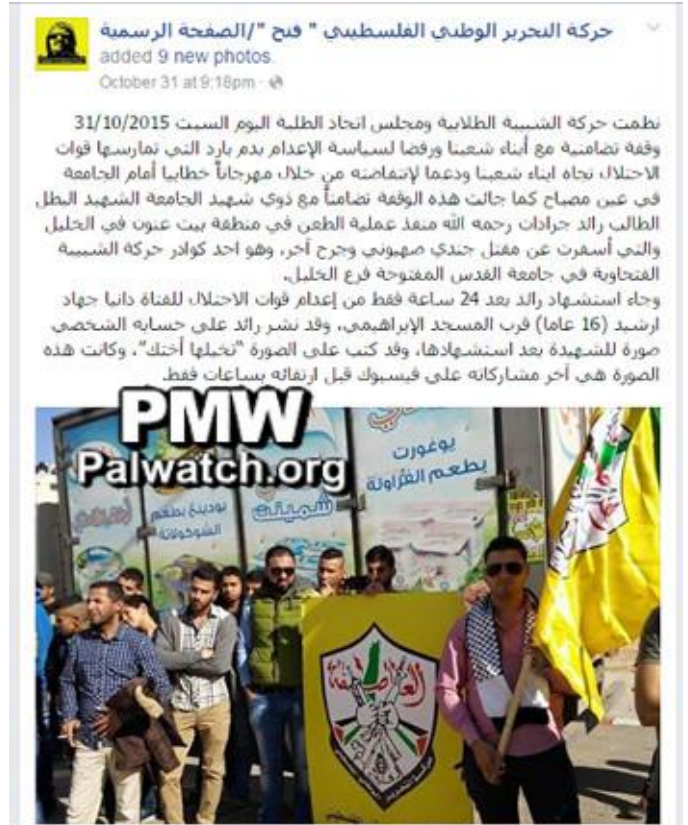 حركة التحرير الوطني الفلسطيني " فتح "/الصفحة الرسمية
added 9 new photos.
October 31 at 9:18pm ·
نظمت حركة الشبيبة الطلابية ومجلس اتحاد الطلبة اليوم السبت 31/10/2015
وقفة تضامنية مع أبناء شعبنا ورفضا لسياسة الإعدام بدم بارد التي تمارسها قوات
الاحتلال تجاه ابناء شعبنا ودعما لإنتفاضته من خلال مهرجاناً خطابيا أمام الجامعة
في عين مصباح كما جائت هذه الوقفة تضامناً مع ذوي شهيد الجامعة الشهيد البطل
الطالب رائد جرادات رحمه الله منفذ عملية الطعن في منطقة بيت عنون في الخليل
والتي أسفرت عن مقتل جندي صهيوني وجرح آخر، وهو احد كوادر حركة الشبيبة
الفتحاوية في جامعة القدس المفتوحة فرع الخليل.
وجاء استشهاد رائد بعد 24 ساعة فقط من إعدام قوات الاحتلال للفتاة دانيا جهاد
ارشيد (16 عاما) قرب المسجد الإبراهيمي، وقد نشر رائد على حسابه الشخصي
صورة للشهيدة بعد استشهادها، وقد كتب على الصورة "تخيلها أختك"، وكانت هذه
الصورة هي آخر مشاركاته على فيسبوك قبل ارتقائه بساعات فقط.
PMW
Palwatch.org
يوغورت
بطعم الفراولة
شمينت
بودينغ بطعم
الشوكولاتة
العاصفة